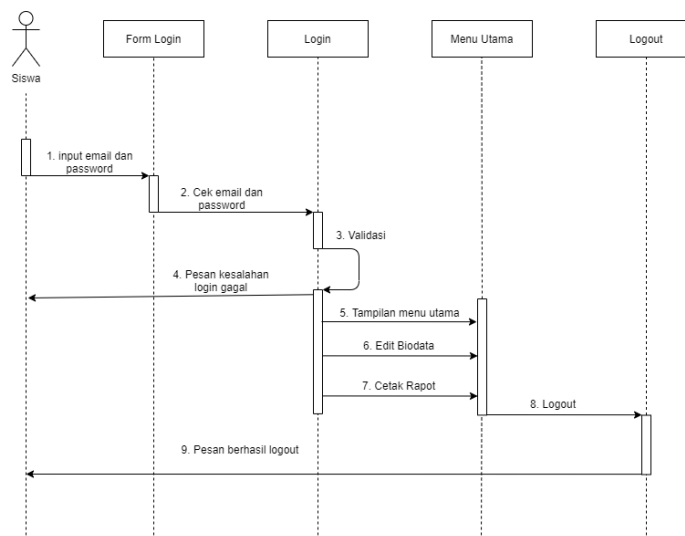 Siswa
Form Login
Login
Menu Utama
Logout
1. input email dan
password
2. Cek email dan
password
3. Validasi
4. Pesan kesalahan
login gagal
5. Tampilan menu utama
6. Edit Biodata
7. Cetak Rapot
8. Logout
9. Pesan berhasil logout